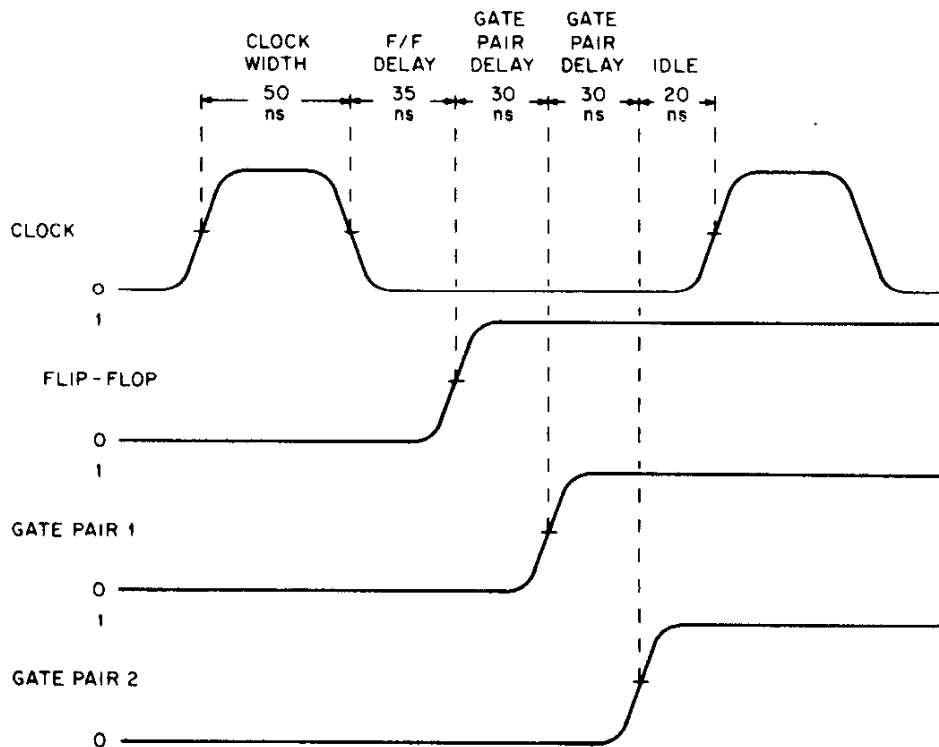 CLOCK WIDTH
50 ns
F/F DELAY
35 ns
GATE PAIR DELAY
30 ns
GATE PAIR DELAY
30 ns
IDLE
20 ns
CLOCK
0
1
FLIP-FLOP
0
1
GATE PAIR 1
0
1
GATE PAIR 2
0